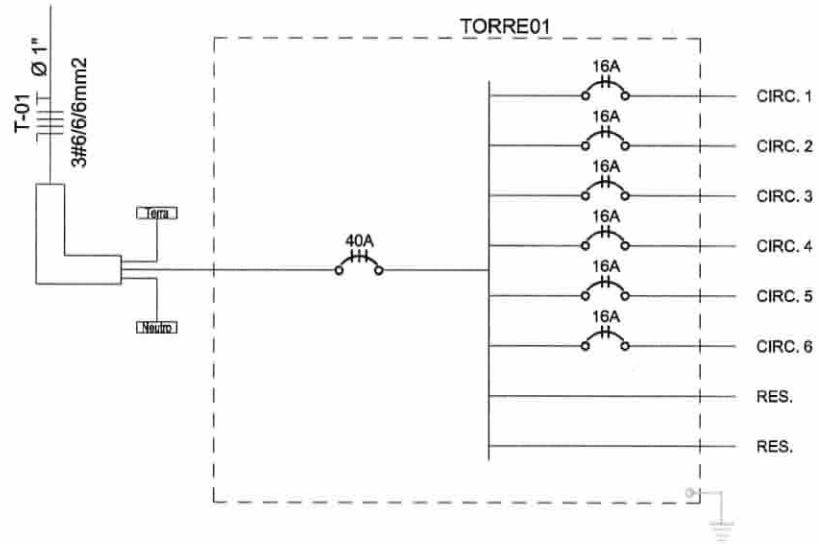 TORRE01
T-01
Ø 1"
3#6/6/6mm2
Terra
Neutro
40A
16A
CIRC. 1
16A
CIRC. 2
16A
CIRC. 3
16A
CIRC. 4
16A
CIRC. 5
16A
CIRC. 6
RES.
RES.